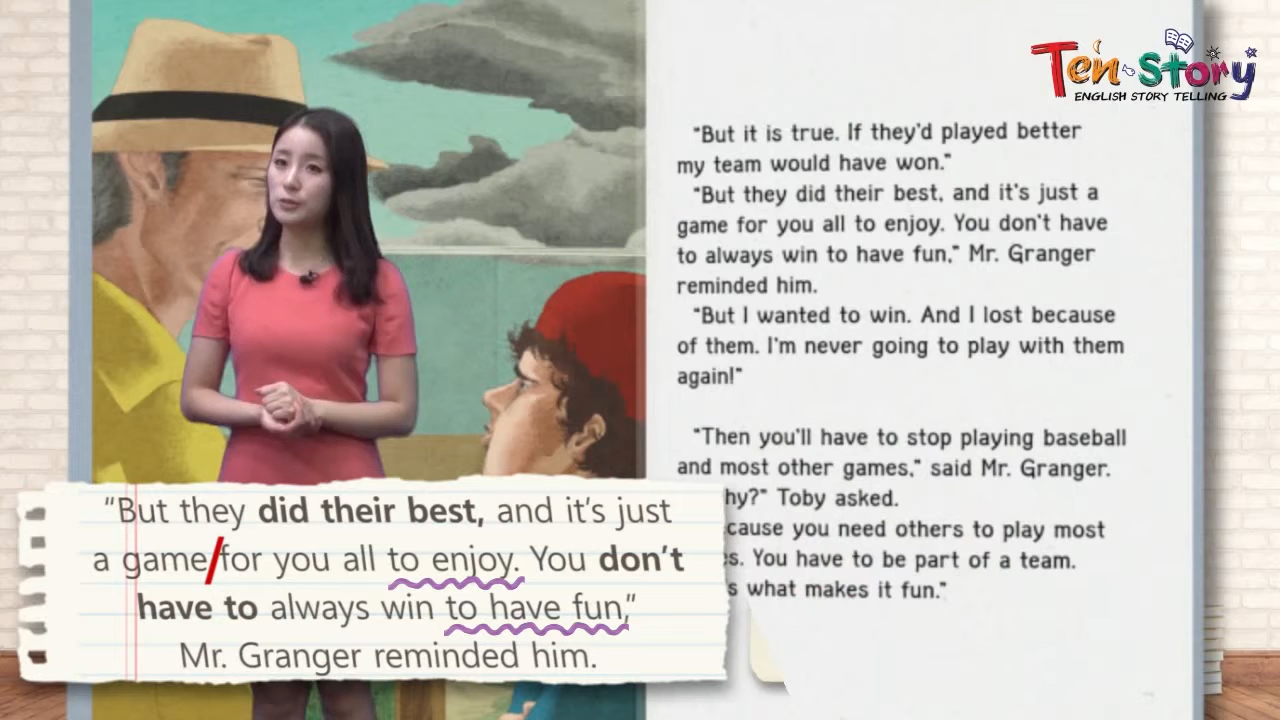 Ten Story
ENGLISH STORY TELLING
"But it is true. If they'd played better
my team would have won."
"But they did their best, and it's just a
game for you all to enjoy. You don't have
to always win to have fun," Mr. Granger
reminded him.
"But I wanted to win. And I lost because
of them. I'm never going to play with them
again!"
"Then you'll have to stop playing baseball
and most other games," said Mr. Granger.
hy?" Toby asked.
cause you need others to play most
s. You have to be part of a team.
s what makes it fun."
"But they did their best, and it's just
a game/for you all to enjoy. You don't
have to always win to have fun,"
Mr. Granger reminded him.